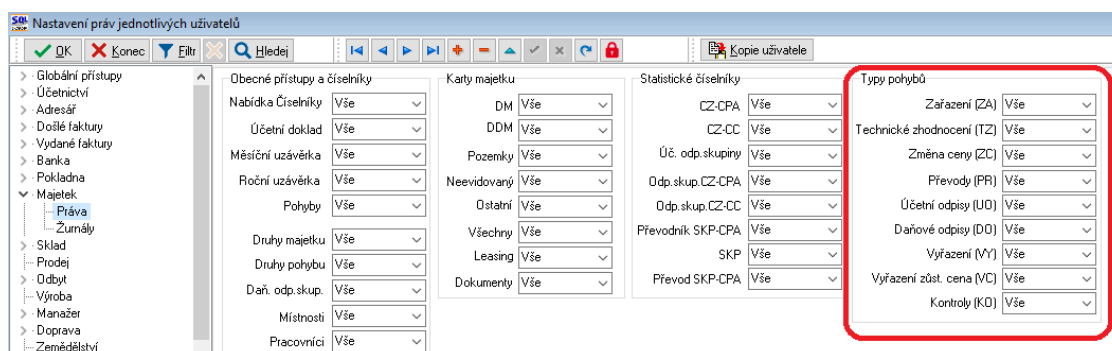 SQL Nastavení práv jednotlivých uživatelů
OK Konec Filtr Hledej Kopie uživatele
Globální přístupy
Účetnictví
Adresář
Došlé faktury
Vydané faktury
Banka
Pokladna
Majetek
Práva
Žurnály
Sklad
Prodej
Odbyt
Výroba
Manažer
Doprava
Zemědělství
Obecné přístupy a číselníky
Nabídka Číselníky Vše
Účetní doklad Vše
Měsíční uzávěrka Vše
Roční uzávěrka Vše
Pohyby Vše
Druhy majetku Vše
Druhy pohybu Vše
Daň. odp.skup. Vše
Místnosti Vše
Pracovníci Vše
Karty majetku
DM Vše
DDM Vše
Pozemky Vše
Neevidovaný Vše
Ostatní Vše
Všechny Vše
Leasing Vše
Dokumenty Vše
Statistické číselníky
CZ-CPA Vše
CZ-CC Vše
Úč. odp.skupiny Vše
Odp.skup.CZ-CPA Vše
Odp.skup.CZ-CC Vše
Převodník SKP-CPA Vše
SKP Vše
Převod SKP-CPA Vše
Typy pohybů
Zařazení (ZA) Vše
Technické zhodnocení (TZ) Vše
Změna ceny (ZC) Vše
Převody (PR) Vše
Účetní odpisy (UO) Vše
Daňové odpisy (DO) Vše
Vyřazení (VY) Vše
Vyřazení zůst. cena (VC) Vše
Kontroly (KO) Vše